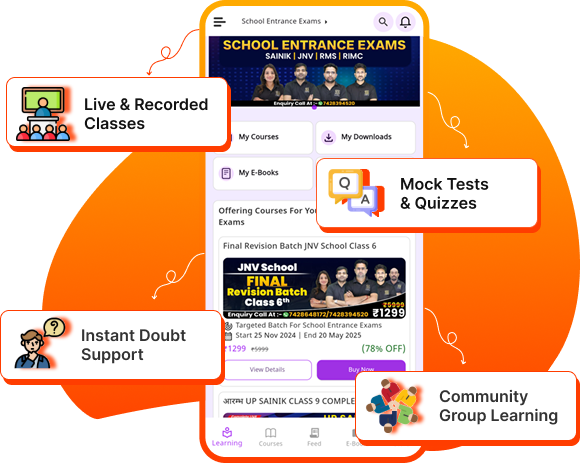 School Entrance Exams
SCHOOL ENTRANCE EXAMS
SAINIK | JNV | RMS | RIMC
Enquiry Call At :- 7428394520
Live & Recorded
Classes
My Courses
My Downloads
My E-Books
Mock Tests
& Quizzes
Q
A
Offering Courses For You
Exams
Final Revision Batch JNV School Class 6
JNV School
FINAL
Revision Batch
Class 6th
₹5999
₹1299
Enquiry Call At :- 7428648172/7428394520
Targeted Batch For School Entrance Exams
Start 25 Nov 2024 | End 20 May 2025
₹1299 ₹5999 (78% OFF)
View Details
Buy Now
Instant Doubt
Support
?
आरम्भ UP SAINIK CLASS 9 COMPLE
Community
Group Learning
Learning
Courses
Feed